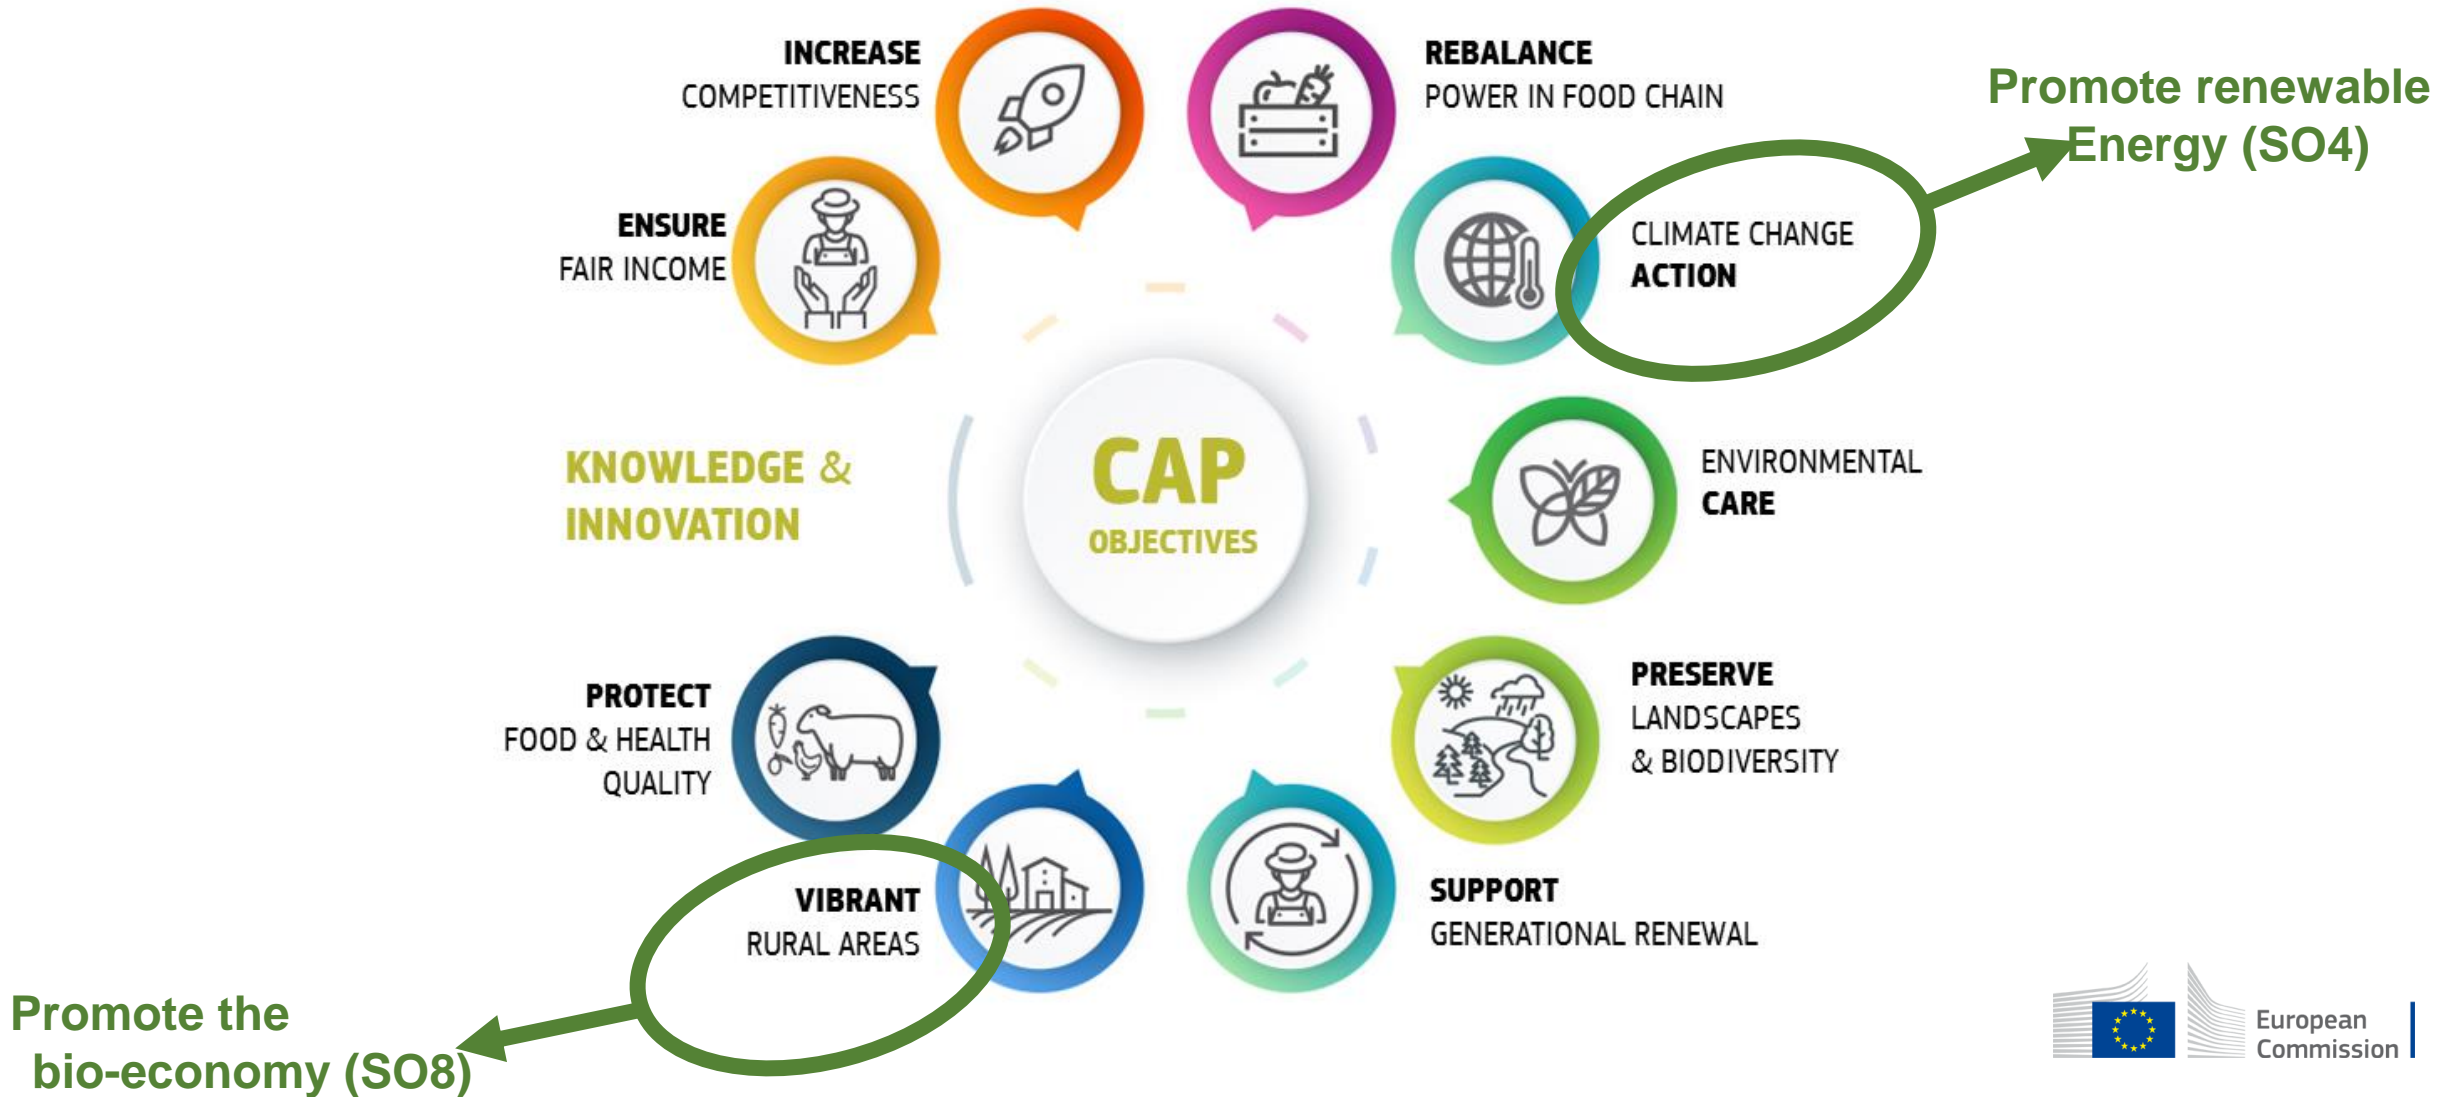 INCREASE
COMPETITIVENESS
REBALANCE
POWER IN FOOD CHAIN
Promote renewable
Energy (SO4)
ENSURE
FAIR INCOME
CLIMATE CHANGE
ACTION
KNOWLEDGE &
INNOVATION
CAP
OBJECTIVES
ENVIRONMENTAL
CARE
PROTECT
FOOD & HEALTH
QUALITY
PRESERVE
LANDSCAPES
& BIODIVERSITY
VIBRANT
RURAL AREAS
SUPPORT
GENERATIONAL RENEWAL
Promote the
bio-economy (SO8)
European
Commission